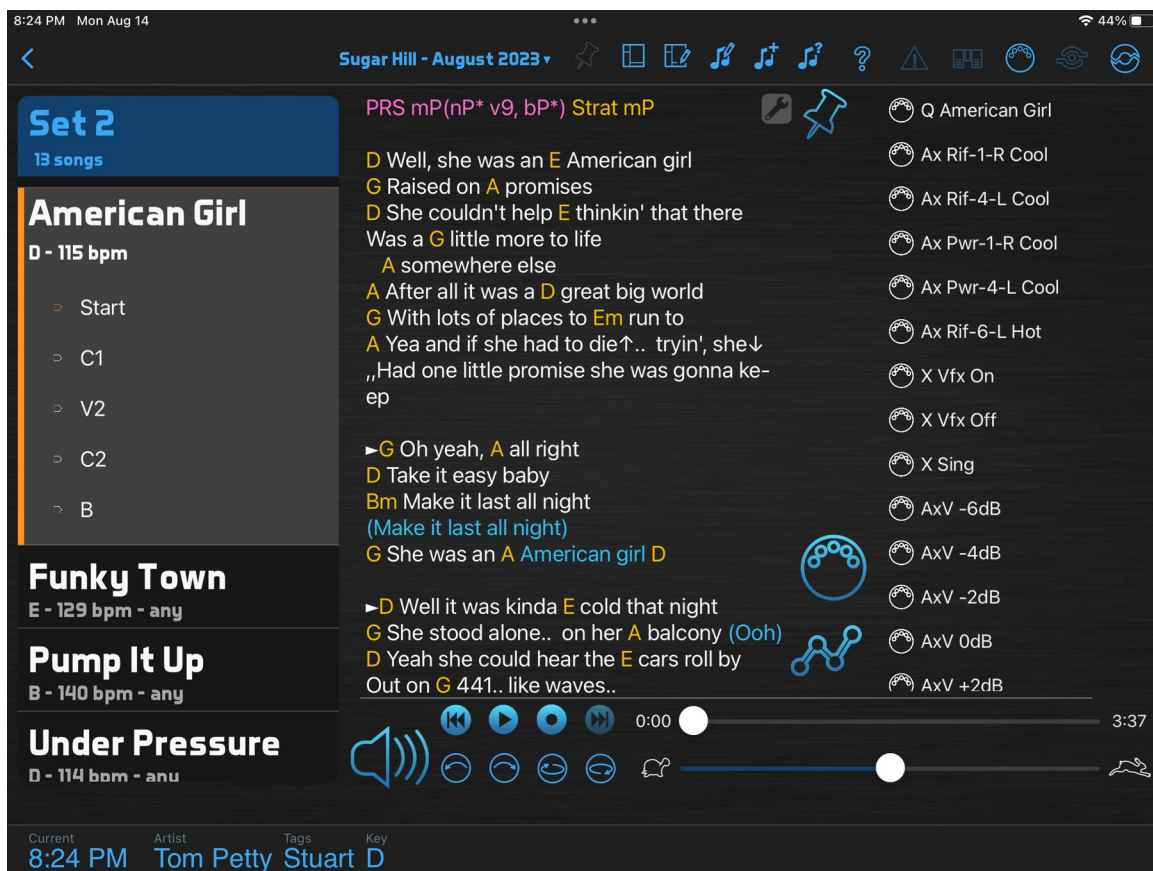 8:24 PM Mon Aug 14
44%
Sugar Hill - August 2023
Set 2
13 songs
American Girl
D - 115 bpm
Start
C1
V2
C2
B
Funky Town
E - 129 bpm - any
Pump It Up
B - 140 bpm - any
Under Pressure
D - 114 bpm - any
PRS mP(nP* v9, bP*) Strat mP
D Well, she was an E American girl
G Raised on A promises
D She couldn't help E thinkin' that there
Was a G little more to life
A somewhere else
A After all it was a D great big world
G With lots of places to Em run to
A Yea and if she had to die↑.. tryin', she↓
,,Had one little promise she was gonna ke-
ep
►G Oh yeah, A all right
D Take it easy baby
Bm Make it last all night
(Make it last all night)
G She was an A American girl D
►D Well it was kinda E cold that night
G She stood alone.. on her A balcony (Ooh)
D Yeah she could hear the E cars roll by
Out on G 441.. like waves..
Q American Girl
Ax Rif-1-R Cool
Ax Rif-4-L Cool
Ax Pwr-1-R Cool
Ax Pwr-4-L Cool
Ax Rif-6-L Hot
X Vfx On
X Vfx Off
X Sing
AxV -6dB
AxV -4dB
AxV -2dB
AxV 0dB
AxV +2dB
0:00
3:37
Current Artist Tags Key
8:24 PM Tom Petty Stuart D